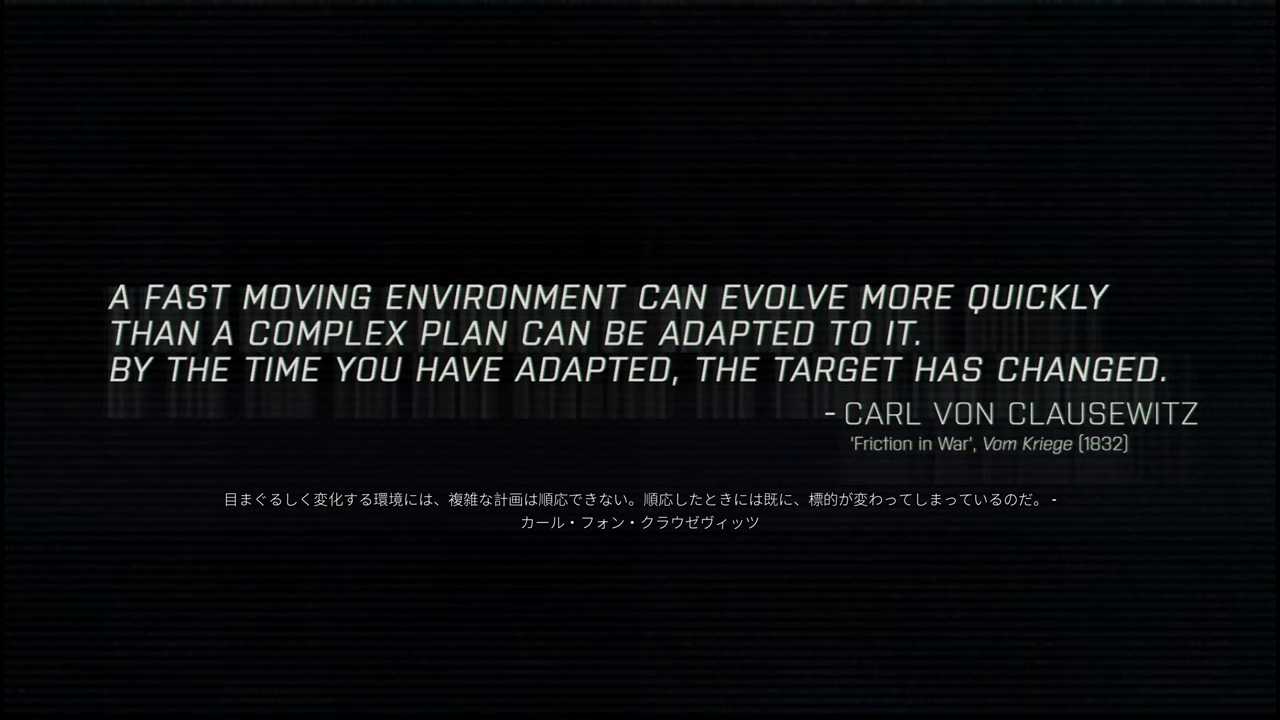 A FAST MOVING ENVIRONMENT CAN EVOLVE MORE QUICKLY
THAN A COMPLEX PLAN CAN BE ADAPTED TO IT.
BY THE TIME YOU HAVE ADAPTED, THE TARGET HAS CHANGED.
- CARL VON CLAUSEWITZ
'Friction in War', Vom Kriege (1832)
目まぐるしく変化する環境には、複雑な計画は順応できない。順応したときには既に、標的が変わってしまっているのだ。 -
カール・フォン・クラウゼヴィッツ